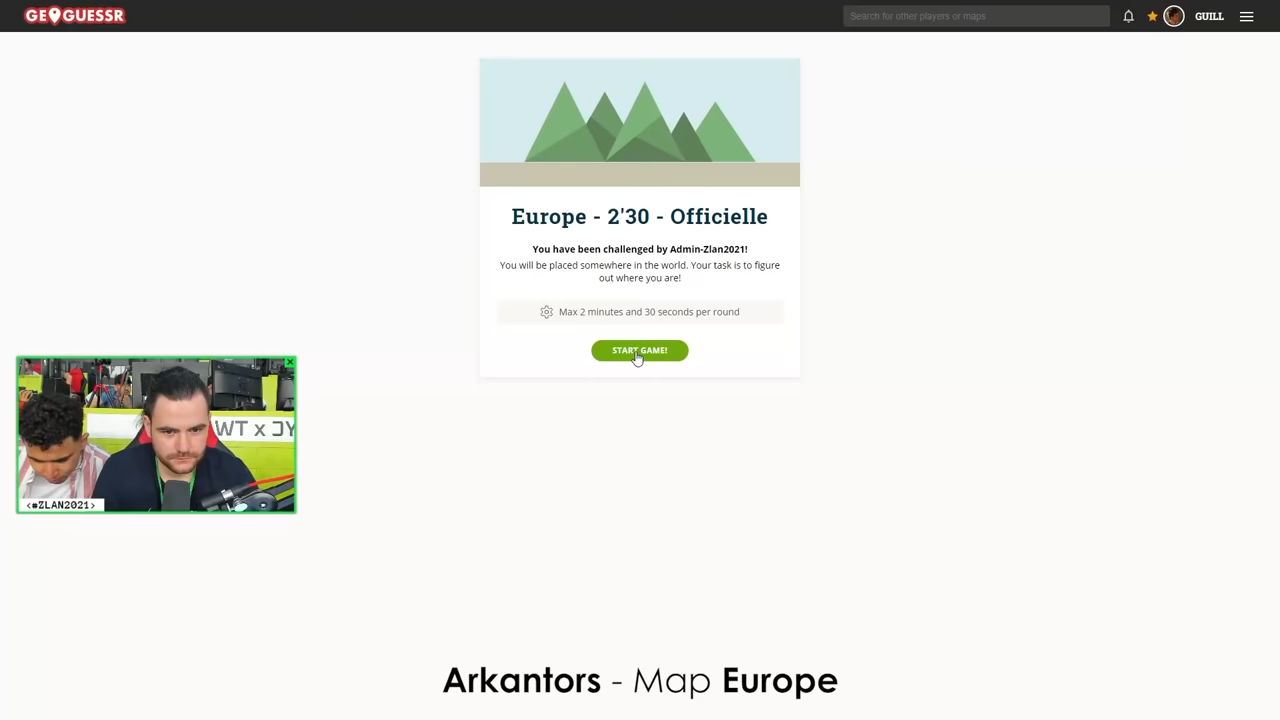 GEOGUESSR
Search for other players or maps
GUILL
Europe - 2'30 - Officielle
You have been challenged by Admin-Zlan2021!
You will be placed somewhere in the world. Your task is to figure
out where you are!
Max 2 minutes and 30 seconds per round
START GAME!
WT x JY
<#ZLAN2021>
Arkantors - Map Europe